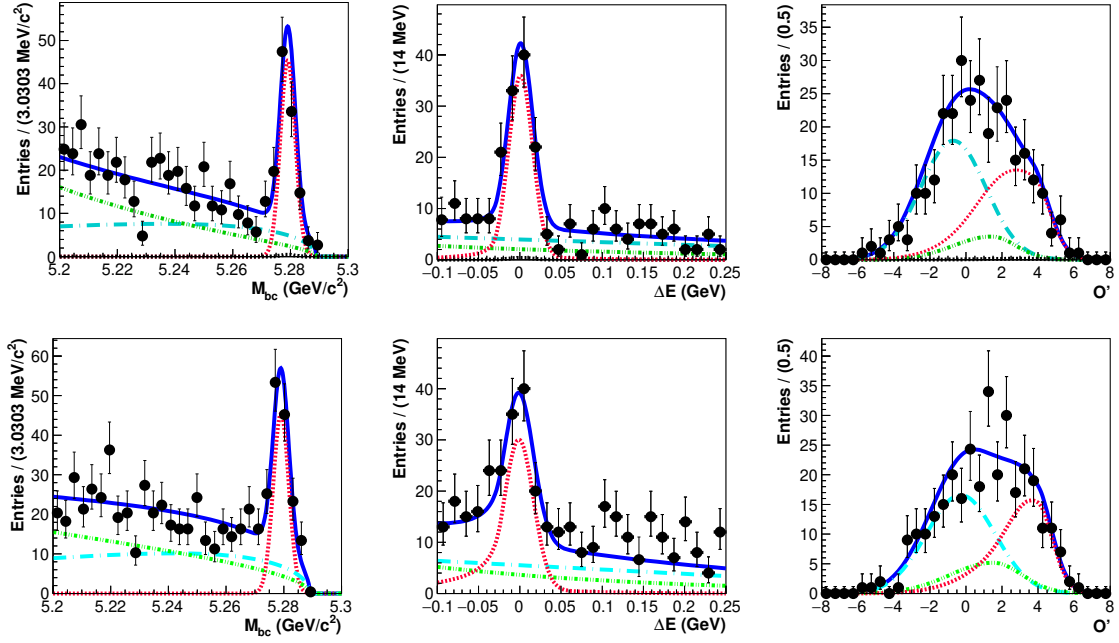 Entries / (3.0303 MeV/c²)
50
40
30
20
10
0
5.2 5.22 5.24 5.26 5.28 5.3
M_bc (GeV/c²)
Entries / (14 MeV)
50
40
30
20
10
0
−0.1 −0.05 0 0.05 0.1 0.15 0.2 0.25
ΔE (GeV)
Entries / (0.5)
35
30
25
20
15
10
5
0
−8 −6 −4 −2 0 2 4 6 8
O'
Entries / (3.0303 MeV/c²)
60
50
40
30
20
10
0
5.2 5.22 5.24 5.26 5.28 5.3
M_bc (GeV/c²)
Entries / (14 MeV)
50
40
30
20
10
0
−0.1 −0.05 0 0.05 0.1 0.15 0.2 0.25
ΔE (GeV)
Entries / (0.5)
40
35
30
25
20
15
10
5
0
−8 −6 −4 −2 0 2 4 6 8
O'